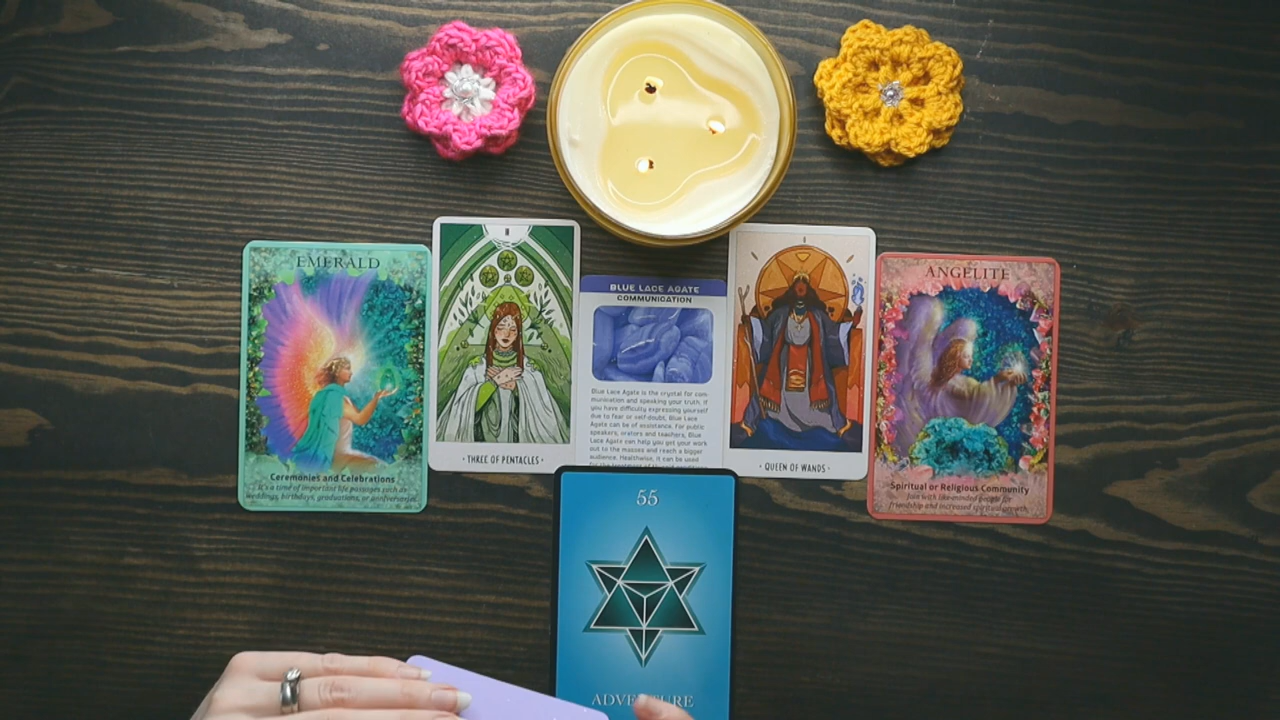 EMERALD
Ceremonies and Celebrations
It's a time of important life passages such as
weddings, birthdays, graduations, or anniversaries.
THREE OF PENTACLES
BLUE LACE AGATE
COMMUNICATION
Blue Lace Agate is the crystal for com-
munication and speaking your truth. If
you have difficulty expressing yourself
due to fear or self-doubt, Blue Lace
Agate can be of assistance. For public
speakers, orators and teachers, Blue
Lace Agate can help you get your work
out to the masses and reach a bigger
audience. Healthwise, it can be used
QUEEN OF WANDS
ANGELITE
Spiritual or Religious Community
Join with like-minded people for
friendship and increased spiritual growth.
55
ADVENTURE